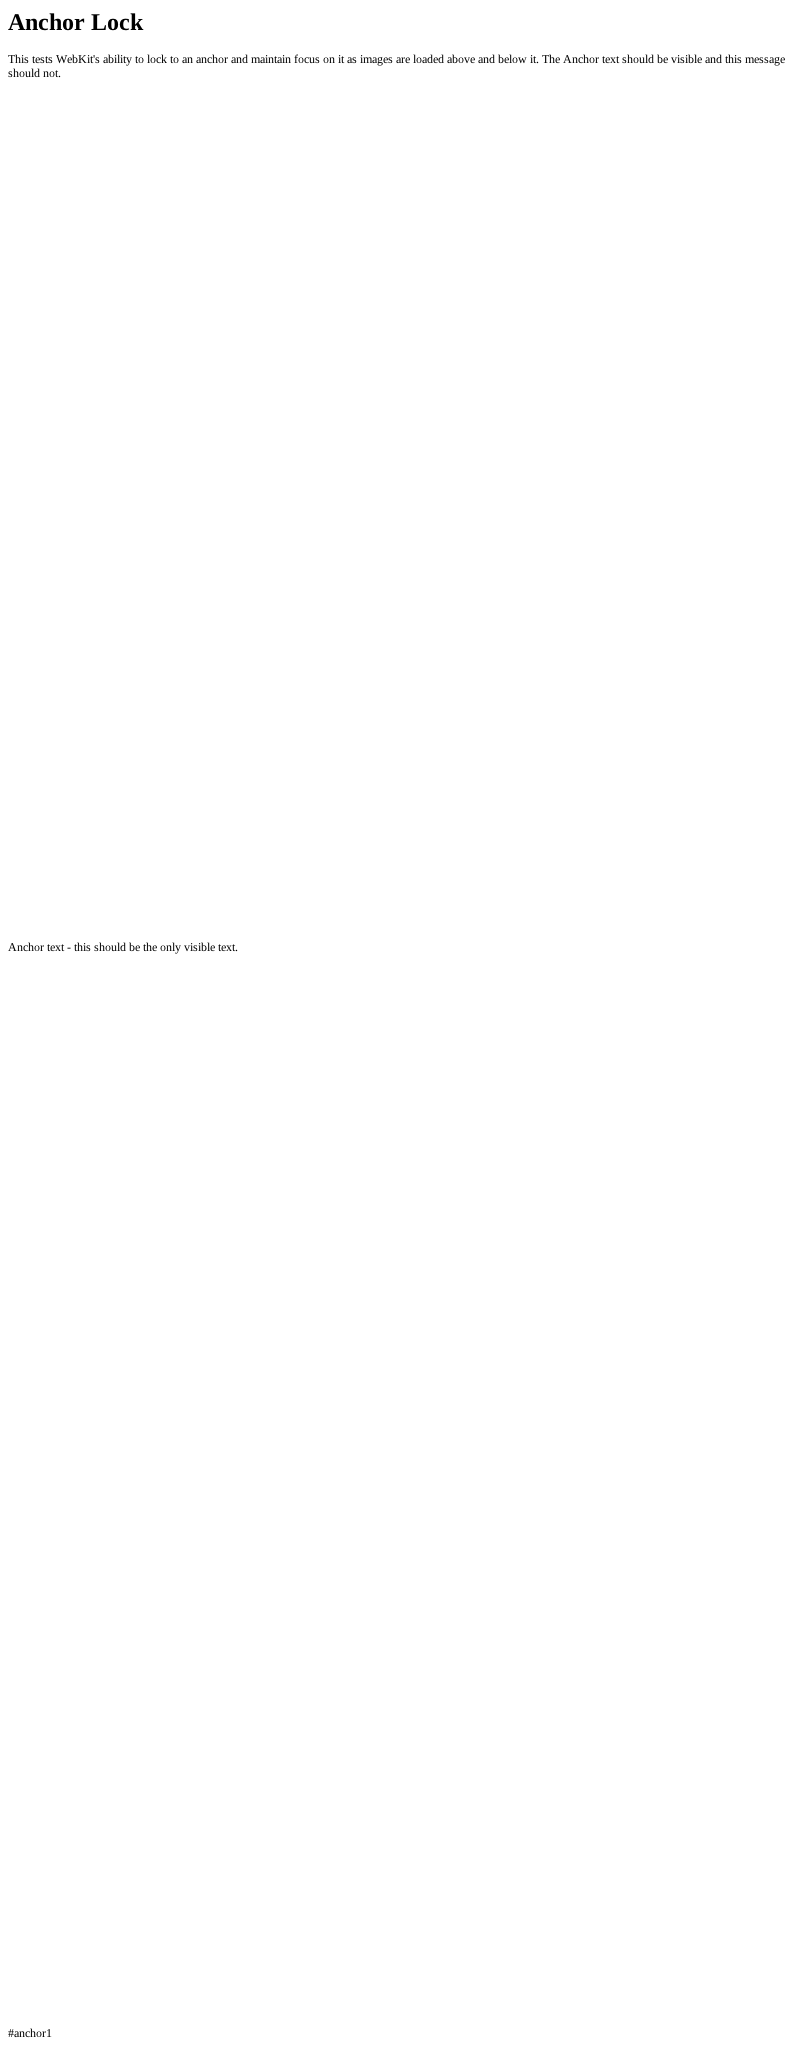 Anchor Lock
This tests WebKit's ability to lock to an anchor and maintain focus on it as images are loaded above and below it. The Anchor text should be visible and this message
should not.
Anchor text - this should be the only visible text.
#anchor1